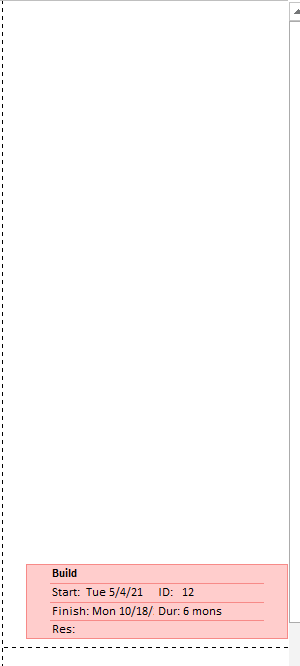 Build
Start: Tue 5/4/21 ID: 12
Finish: Mon 10/18/ Dur: 6 mons
Res: